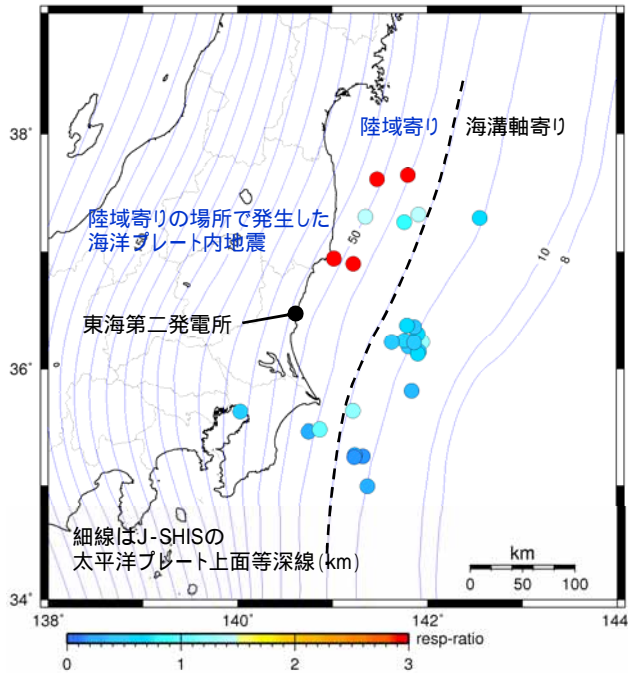 38°
36°
34°
陸域寄り
海溝軸寄り
陸域寄りの場所で発生した
海洋プレート内地震
50
10
8
東海第二発電所
細線はJ-SHISの
太平洋プレート上面等深線(km)
km
0 50 100
138° 140° 142° 144
resp-ratio
0 1 2 3